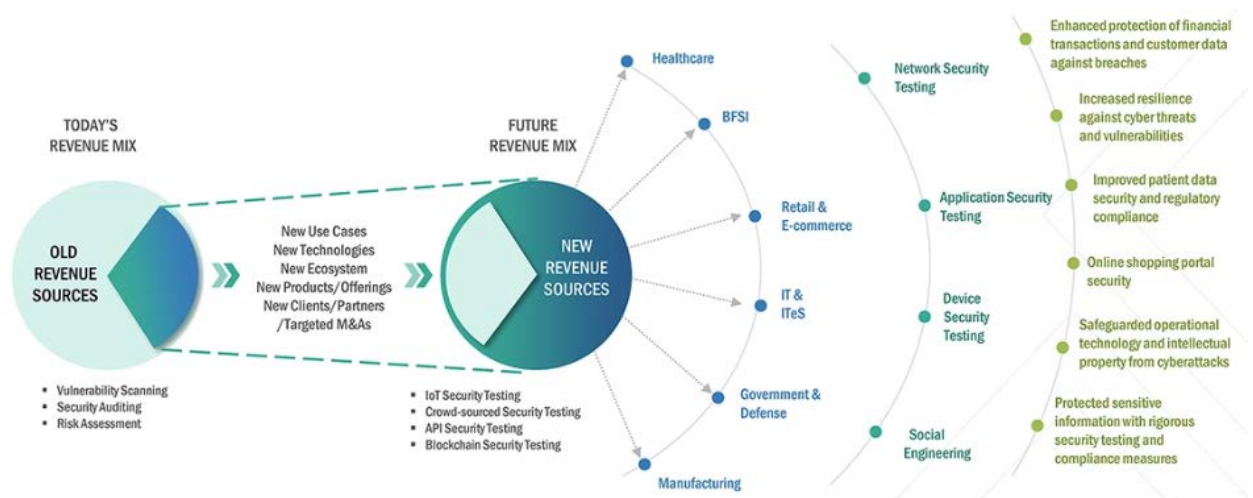 TODAY'S
REVENUE MIX
OLD
REVENUE
SOURCES
▪ Vulnerability Scanning
▪ Security Auditing
▪ Risk Assessment
New Use Cases
New Technologies
New Ecosystem
New Products/Offerings
New Clients/Partners
/Targeted M&As
FUTURE
REVENUE MIX
NEW
REVENUE
SOURCES
▪ IoT Security Testing
▪ Crowd-sourced Security Testing
▪ API Security Testing
▪ Blockchain Security Testing
Healthcare
BFSI
Retail &
E-commerce
IT &
ITeS
Government &
Defense
Manufacturing
Network Security
Testing
Application Security
Testing
Device
Security
Testing
Social
Engineering
Enhanced protection of financial
transactions and customer data
against breaches
Increased resilience
against cyber threats
and vulnerabilities
Improved patient data
security and regulatory
compliance
Online shopping portal
security
Safeguarded operational
technology and intellectual
property from cyberattacks
Protected sensitive
information with rigorous
security testing and
compliance measures